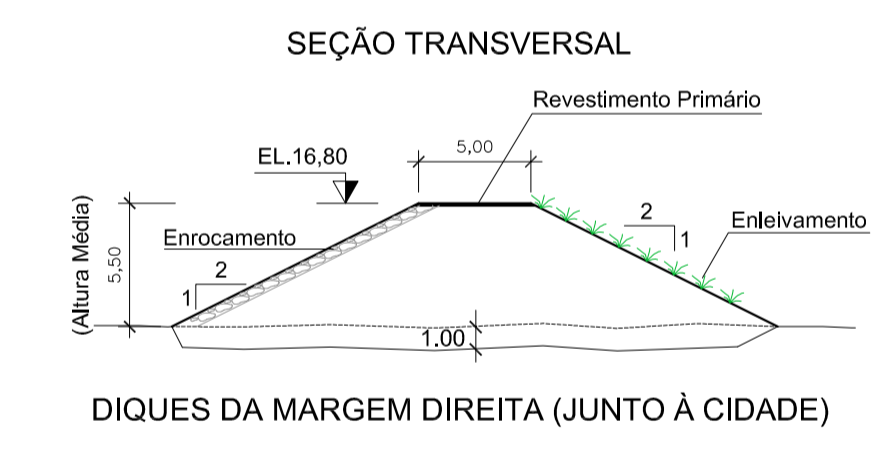 SEÇÃO TRANSVERSAL
Revestimento Primário
5,00
EL.16,80
(Altura Média)
5,50
Enrocamento
2
1
2
1
Enleivamento
1.00
DIQUES DA MARGEM DIREITA (JUNTO À CIDADE)